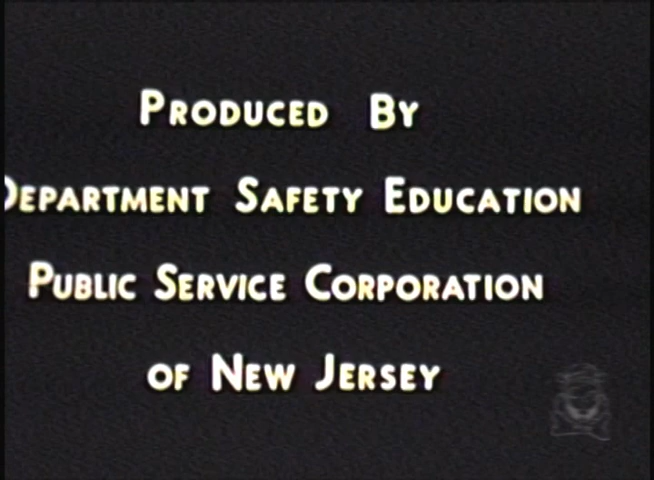 PRODUCED BY
DEPARTMENT SAFETY EDUCATION
PUBLIC SERVICE CORPORATION
OF NEW JERSEY